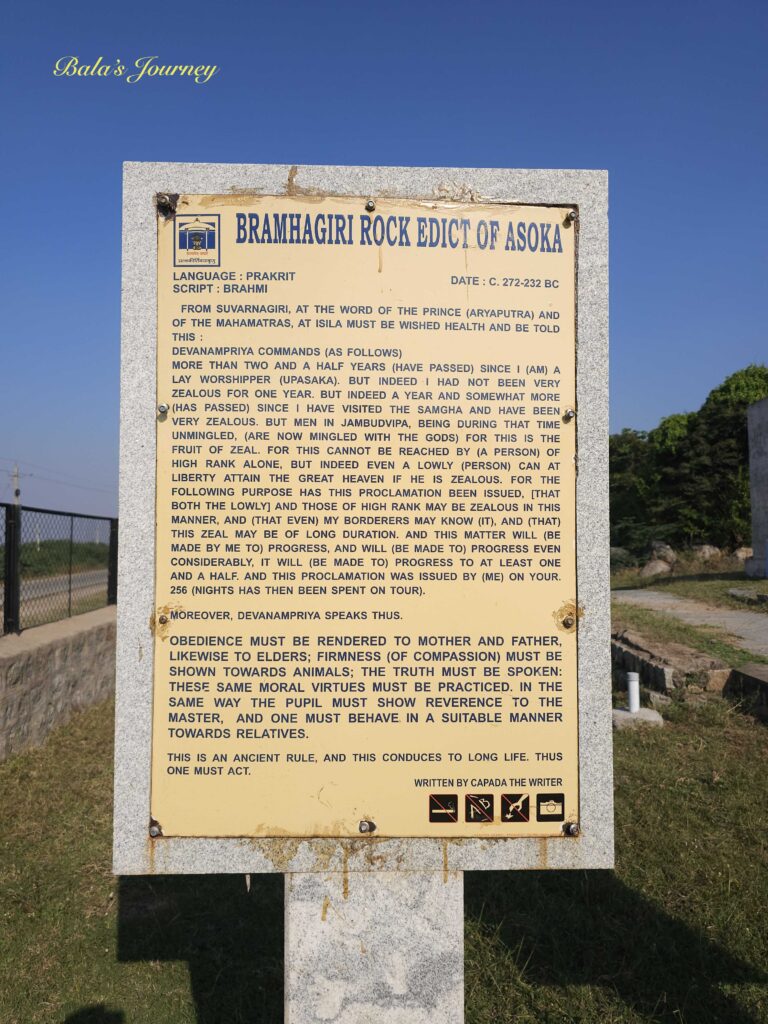 Bala's Journey
BRAMHAGIRI ROCK EDICT OF ASOKA
LANGUAGE : PRAKRIT
SCRIPT : BRAHMI
DATE : C. 272-232 BC
FROM SUVARNAGIRI, AT THE WORD OF THE PRINCE (ARYAPUTRA) AND
OF THE MAHAMATRAS, AT ISILA MUST BE WISHED HEALTH AND BE TOLD
THIS :
DEVANAMPRIYA COMMANDS (AS FOLLOWS)
MORE THAN TWO AND A HALF YEARS (HAVE PASSED) SINCE I (AM) A
LAY WORSHIPPER (UPASAKA). BUT INDEED I HAD NOT BEEN VERY
ZEALOUS FOR ONE YEAR. BUT INDEED A YEAR AND SOMEWHAT MORE
(HAS PASSED) SINCE I HAVE VISITED THE SAMGHA AND HAVE BEEN
VERY ZEALOUS. BUT MEN IN JAMBUDVIPA, BEING DURING THAT TIME
UNMINGLED, (ARE NOW MINGLED WITH THE GODS) FOR THIS IS THE
FRUIT OF ZEAL. FOR THIS CANNOT BE REACHED BY (A PERSON) OF
HIGH RANK ALONE, BUT INDEED EVEN A LOWLY (PERSON) CAN AT
LIBERTY ATTAIN THE GREAT HEAVEN IF HE IS ZEALOUS. FOR THE
FOLLOWING PURPOSE HAS THIS PROCLAMATION BEEN ISSUED, [THAT
BOTH THE LOWLY] AND THOSE OF HIGH RANK MAY BE ZEALOUS IN THIS
MANNER, AND (THAT EVEN) MY BORDERERS MAY KNOW (IT), AND (THAT)
THIS ZEAL MAY BE OF LONG DURATION. AND THIS MATTER WILL (BE
MADE BY ME TO) PROGRESS, AND WILL (BE MADE TO) PROGRESS EVEN
CONSIDERABLY, IT WILL (BE MADE TO) PROGRESS TO AT LEAST ONE
AND A HALF. AND THIS PROCLAMATION WAS ISSUED BY (ME) ON YOUR.
256 (NIGHTS HAS THEN BEEN SPENT ON TOUR).
MOREOVER, DEVANAMPRIYA SPEAKS THUS.
OBEDIENCE MUST BE RENDERED TO MOTHER AND FATHER,
LIKEWISE TO ELDERS; FIRMNESS (OF COMPASSION) MUST BE
SHOWN TOWARDS ANIMALS; THE TRUTH MUST BE SPOKEN:
THESE SAME MORAL VIRTUES MUST BE PRACTICED. IN THE
SAME WAY THE PUPIL MUST SHOW REVERENCE TO THE
MASTER, AND ONE MUST BEHAVE IN A SUITABLE MANNER
TOWARDS RELATIVES.
THIS IS AN ANCIENT RULE, AND THIS CONDUCES TO LONG LIFE. THUS
ONE MUST ACT.
WRITTEN BY CAPADA THE WRITER